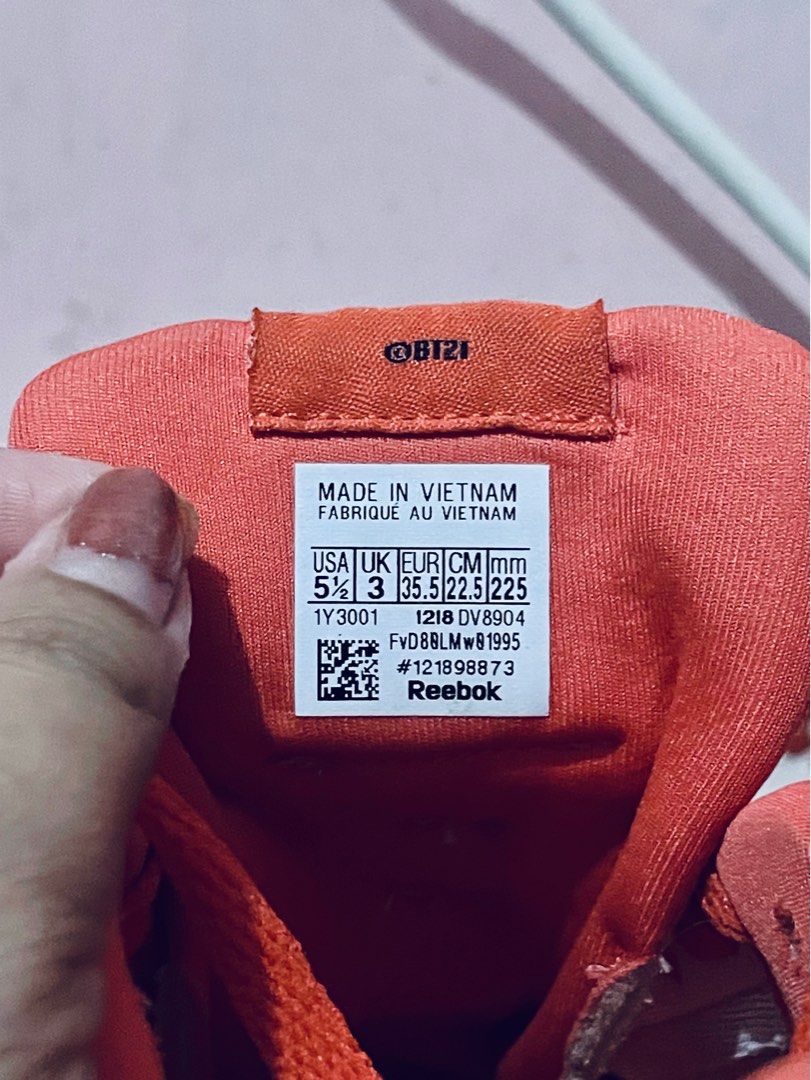 BT21
MADE IN VIETNAM
FABRIQUÉ AU VIETNAM
USA UK EUR CM mm
5½ 3 35.5 22.5 225
1Y3001 1218 DV8904
FvD80LMw01995
#121898873
Reebok